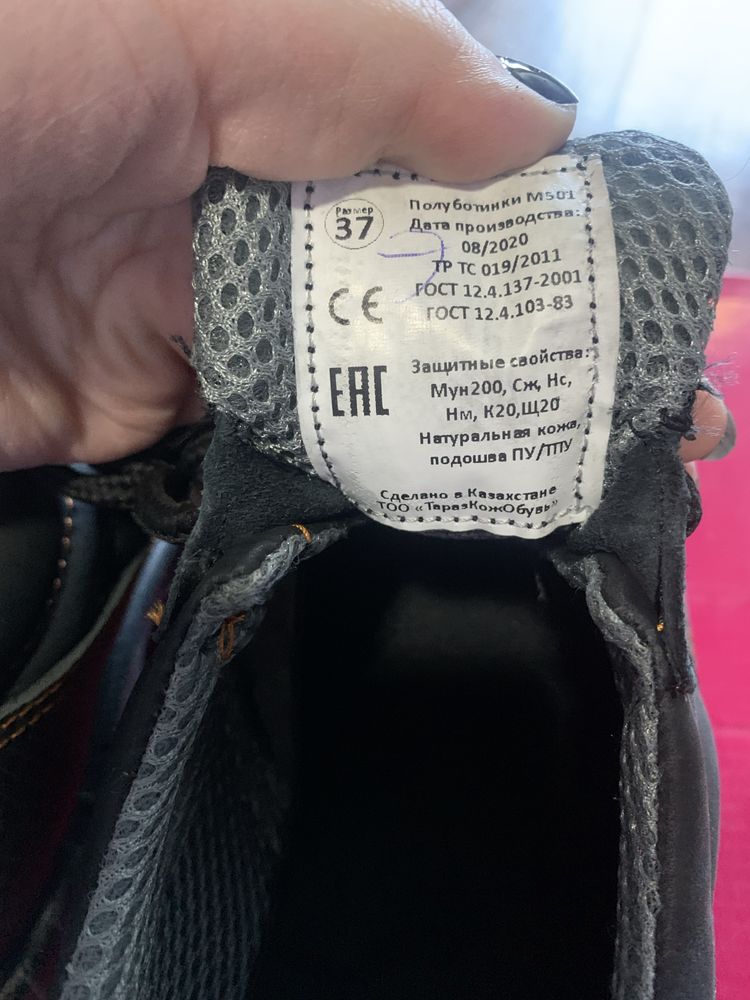 Размер
37
Полуботинки М501
Дата производства:
08/2020
ТР ТС 019/2011
ГОСТ 12.4.137-2001
ГОСТ 12.4.103-83
CE
EAC
Защитные свойства:
Мун200, Сж, Нс,
Нм, К20,Щ20
Натуральная кожа,
подошва ПУ/ТПУ
Сделано в Казахстане
ТОО «ТаразКожОбувь»